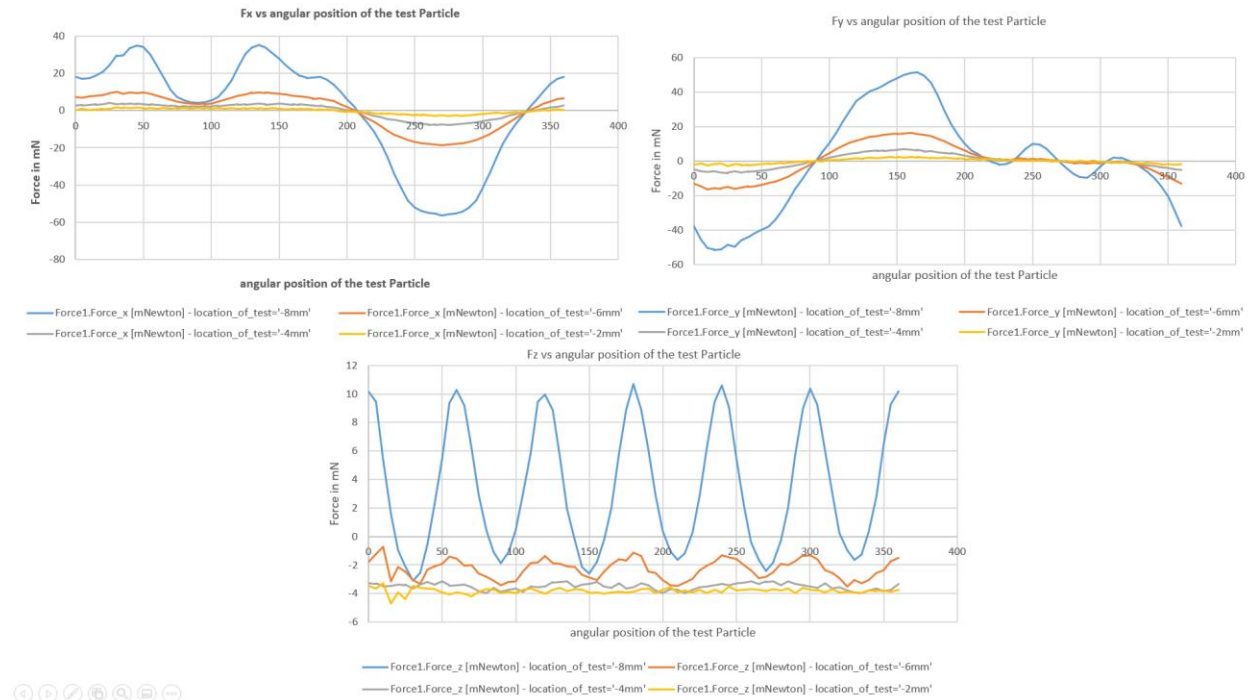 Fx vs angular position of the test Particle
40
20
0
-20
-40
-60
-80
0 50 100 150 200 250 300 350 400
Force in mN
angular position of the test Particle
Force1.Force_x [mNewton] - location_of_test='-8mm' Force1.Force_x [mNewton] - location_of_test='-6mm'
Force1.Force_x [mNewton] - location_of_test='-4mm' Force1.Force_x [mNewton] - location_of_test='-2mm'
Fy vs angular position of the test Particle
60
40
20
0
-20
-40
-60
0 50 100 150 200 250 300 350 400
Force in mN
angular position of the test Particle
Force1.Force_y [mNewton] - location_of_test='-8mm' Force1.Force_y [mNewton] - location_of_test='-6mm'
Force1.Force_y [mNewton] - location_of_test='-4mm' Force1.Force_y [mNewton] - location_of_test='-2mm'
Fz vs angular position of the test Particle
12
10
8
6
4
2
0
-2
-4
-6
0 50 100 150 200 250 300 350 400
Force in mN
angular position of the test Particle
Force1.Force_z [mNewton] - location_of_test='-8mm' Force1.Force_z [mNewton] - location_of_test='-6mm'
Force1.Force_z [mNewton] - location_of_test='-4mm' Force1.Force_z [mNewton] - location_of_test='-2mm'